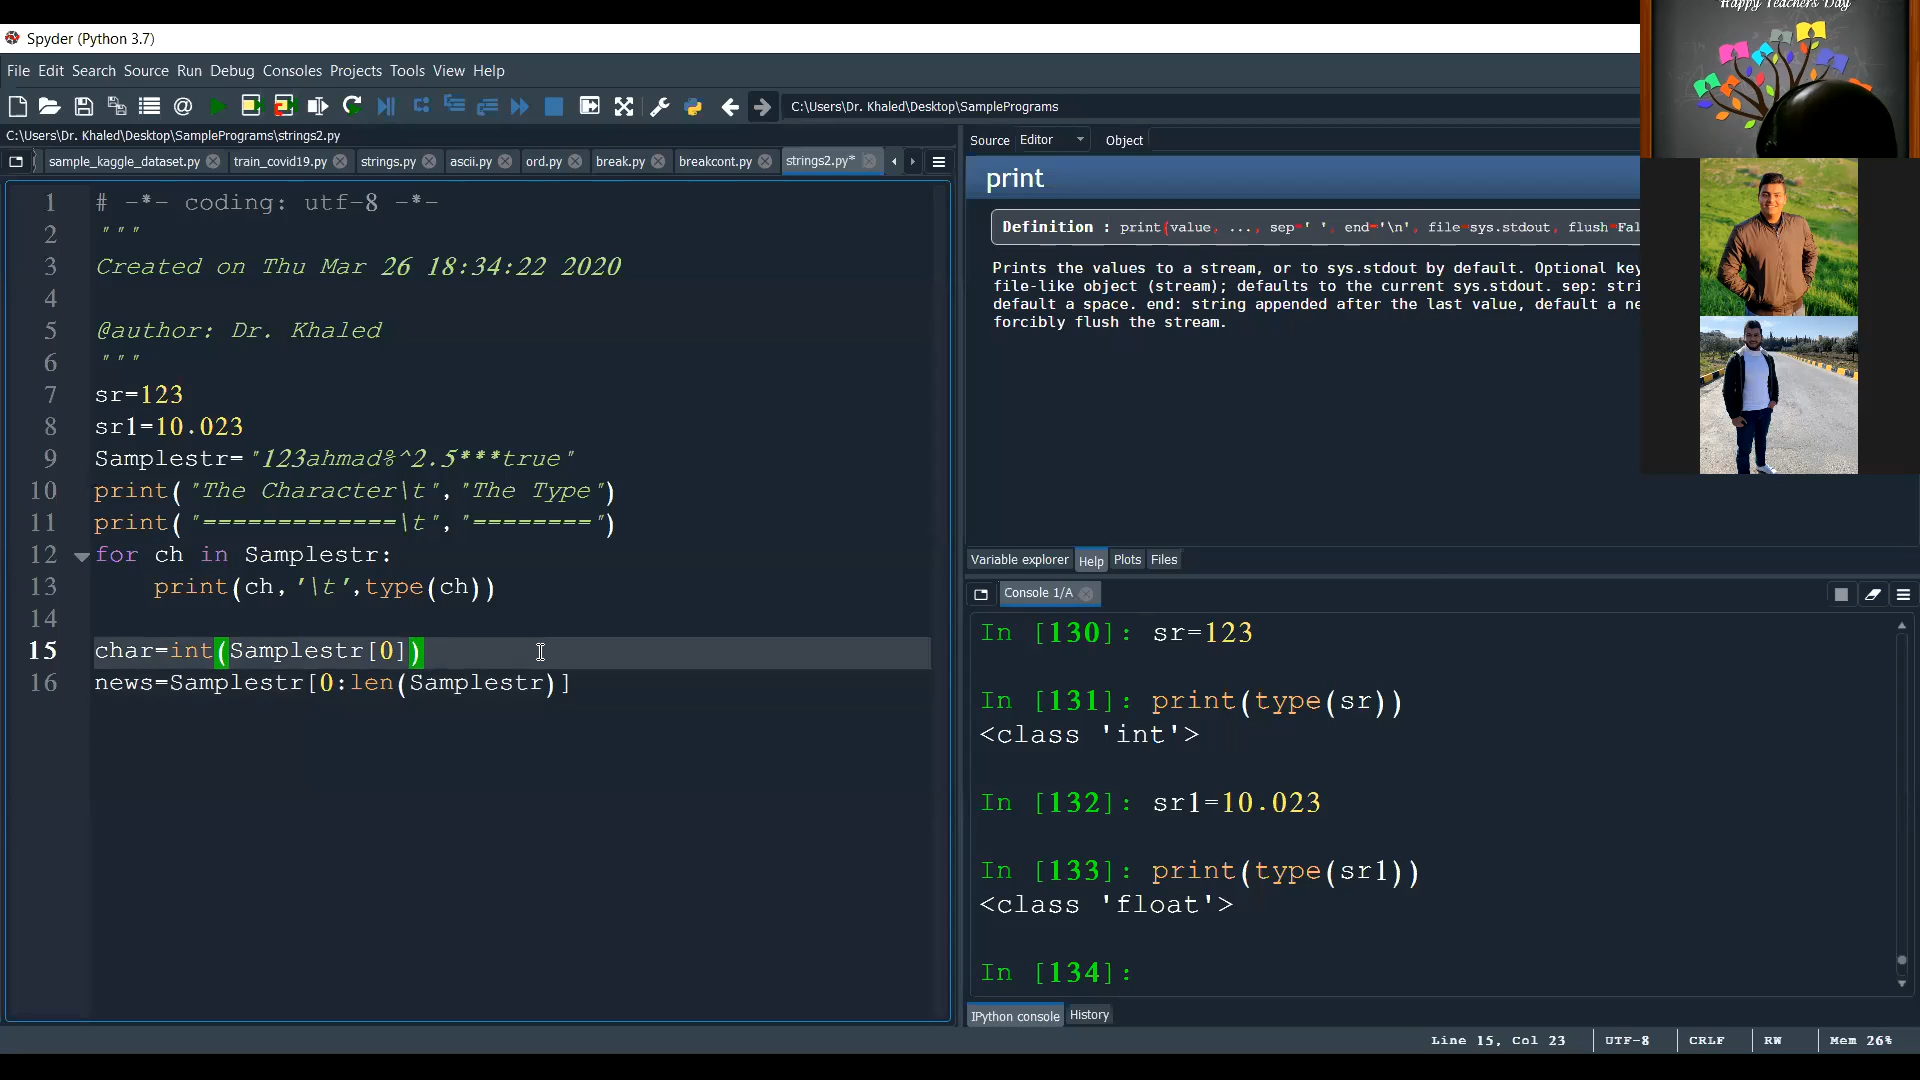 Happy Teachers Day
Spyder (Python 3.7)
File Edit Search Source Run Debug Consoles Projects Tools View Help
C:\Users\Dr. Khaled\Desktop\SamplePrograms
C:\Users\Dr. Khaled\Desktop\SamplePrograms\strings2.py
Source Editor Object
sample_kaggle_dataset.py train_covid19.py strings.py ascii.py ord.py break.py breakcont.py strings2.py*
print
1 # -*- coding: utf-8 -*-
2 """
3 Created on Thu Mar 26 18:34:22 2020
4
5 @author: Dr. Khaled
6 """
7 sr=123
8 sr1=10.023
9 Samplestr="123ahmad%^2.5***true"
10 print("The Character\t","The Type")
11 print("=============\t","========")
12 for ch in Samplestr:
13 print(ch,'\t',type(ch))
14
15 char=int(Samplestr[0])
16 news=Samplestr[0:len(Samplestr)]
Definition : print(value, ..., sep=' ', end='\n', file=sys.stdout, flush=Fal
Prints the values to a stream, or to sys.stdout by default. Optional key
file-like object (stream); defaults to the current sys.stdout. sep: stri
default a space. end: string appended after the last value, default a ne
forcibly flush the stream.
Variable explorer Help Plots Files
Console 1/A
In [130]: sr=123
In [131]: print(type(sr))
<class 'int'>
In [132]: sr1=10.023
In [133]: print(type(sr1))
<class 'float'>
In [134]:
IPython console History
Line 15, Col 23 UTF-8 CRLF RW Mem 26%